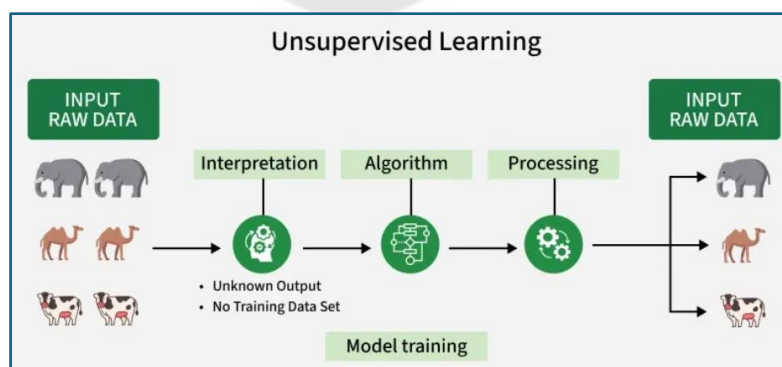 Unsupervised Learning
INPUT
RAW DATA
INPUT
RAW DATA
Interpretation
Algorithm
Processing
• Unknown Output
• No Training Data Set
Model training